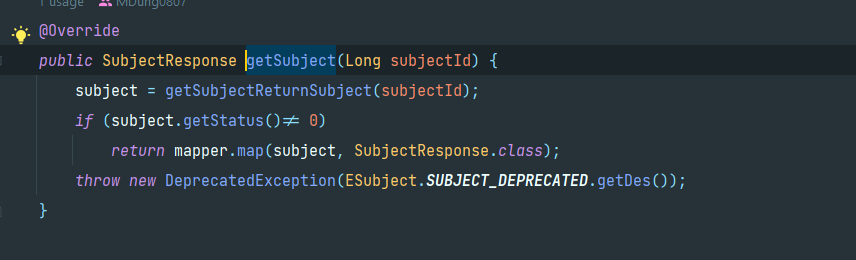 1 usage MDung0807
@Override
public SubjectResponse getSubject(Long subjectId) {
subject = getSubjectReturnSubject(subjectId);
if (subject.getStatus()≠ 0)
return mapper.map(subject, SubjectResponse.class);
throw new DeprecatedException(ESubject.SUBJECT_DEPRECATED.getDes());
}